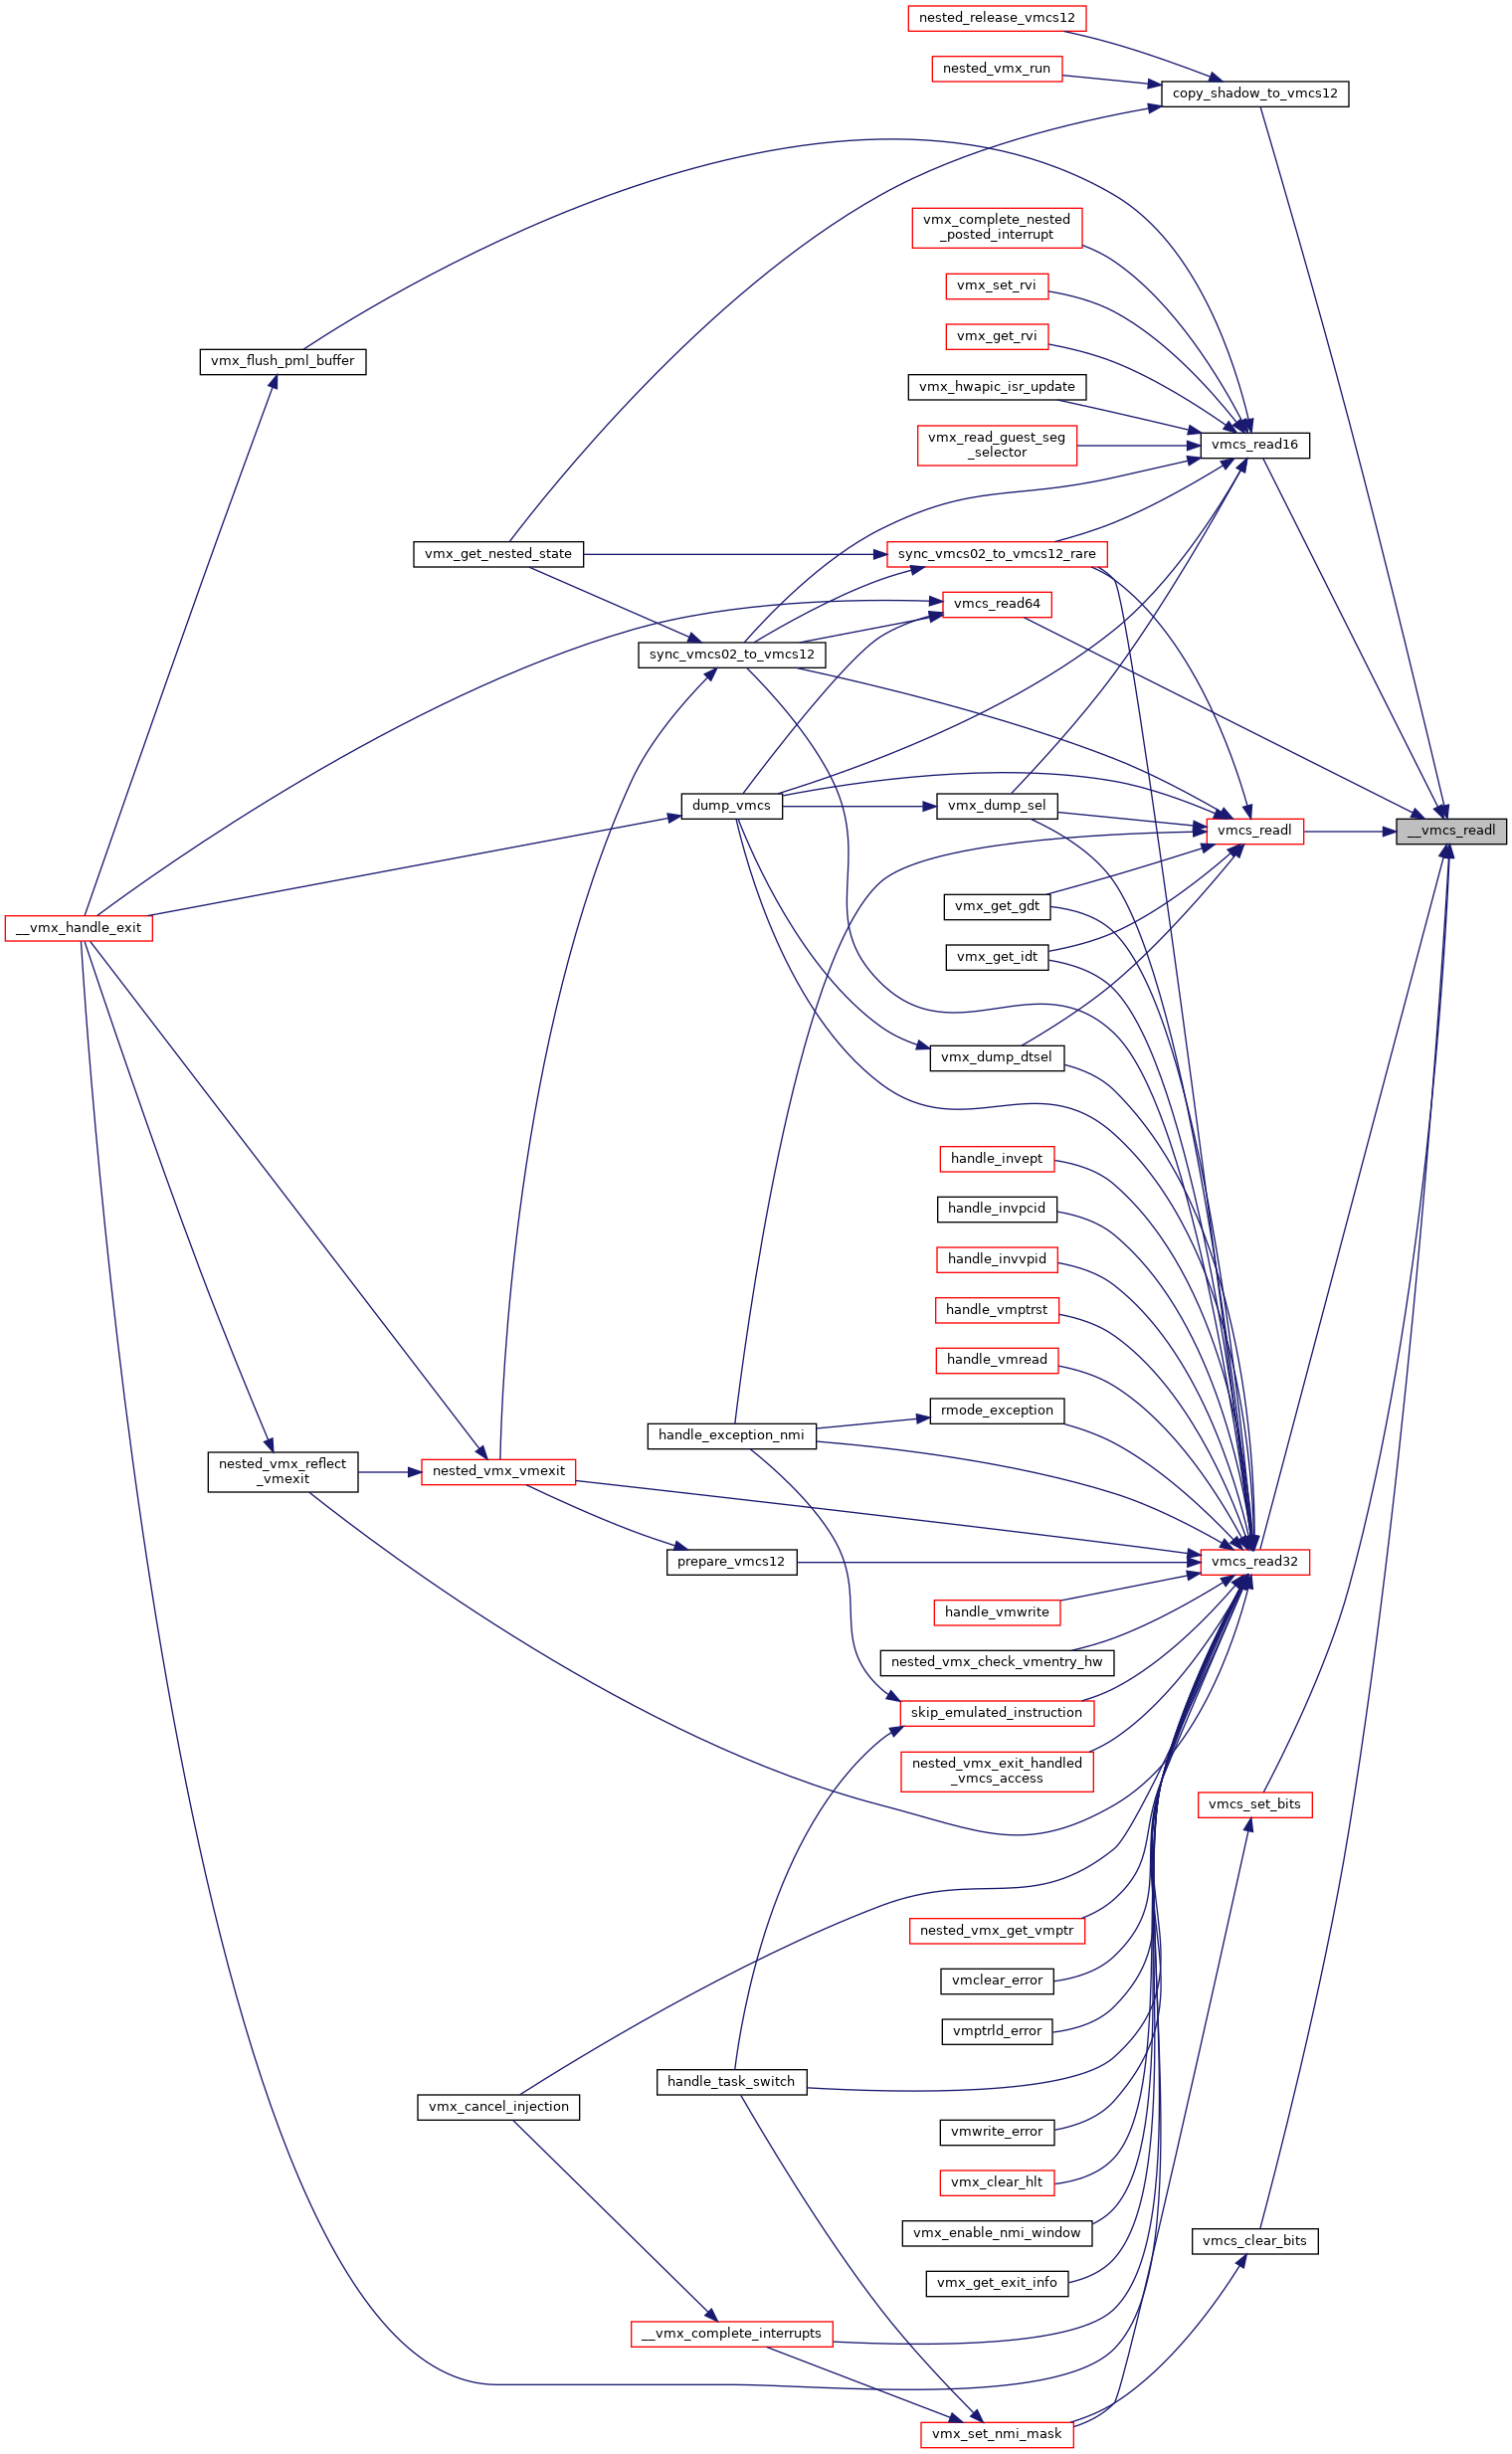 nested_release_vmcs12
nested_vmx_run
copy_shadow_to_vmcs12
vmx_complete_nested
_posted_interrupt
vmx_set_rvi
vmx_get_rvi
vmx_flush_pml_buffer
vmx_hwapic_isr_update
vmx_read_guest_seg
_selector
vmcs_read16
vmx_get_nested_state
sync_vmcs02_to_vmcs12_rare
vmcs_read64
sync_vmcs02_to_vmcs12
dump_vmcs
vmx_dump_sel
vmcs_readl
__vmcs_readl
vmx_get_gdt
__vmx_handle_exit
vmx_get_idt
vmx_dump_dtsel
handle_invept
handle_invpcid
handle_invvpid
handle_vmptrst
handle_vmread
rmode_exception
handle_exception_nmi
nested_vmx_reflect
_vmexit
nested_vmx_vmexit
prepare_vmcs12
vmcs_read32
handle_vmwrite
nested_vmx_check_vmentry_hw
skip_emulated_instruction
nested_vmx_exit_handled
_vmcs_access
vmcs_set_bits
nested_vmx_get_vmptr
vmclear_error
vmptrld_error
handle_task_switch
vmx_cancel_injection
vmwrite_error
vmx_clear_hlt
vmx_enable_nmi_window
vmcs_clear_bits
vmx_get_exit_info
__vmx_complete_interrupts
vmx_set_nmi_mask